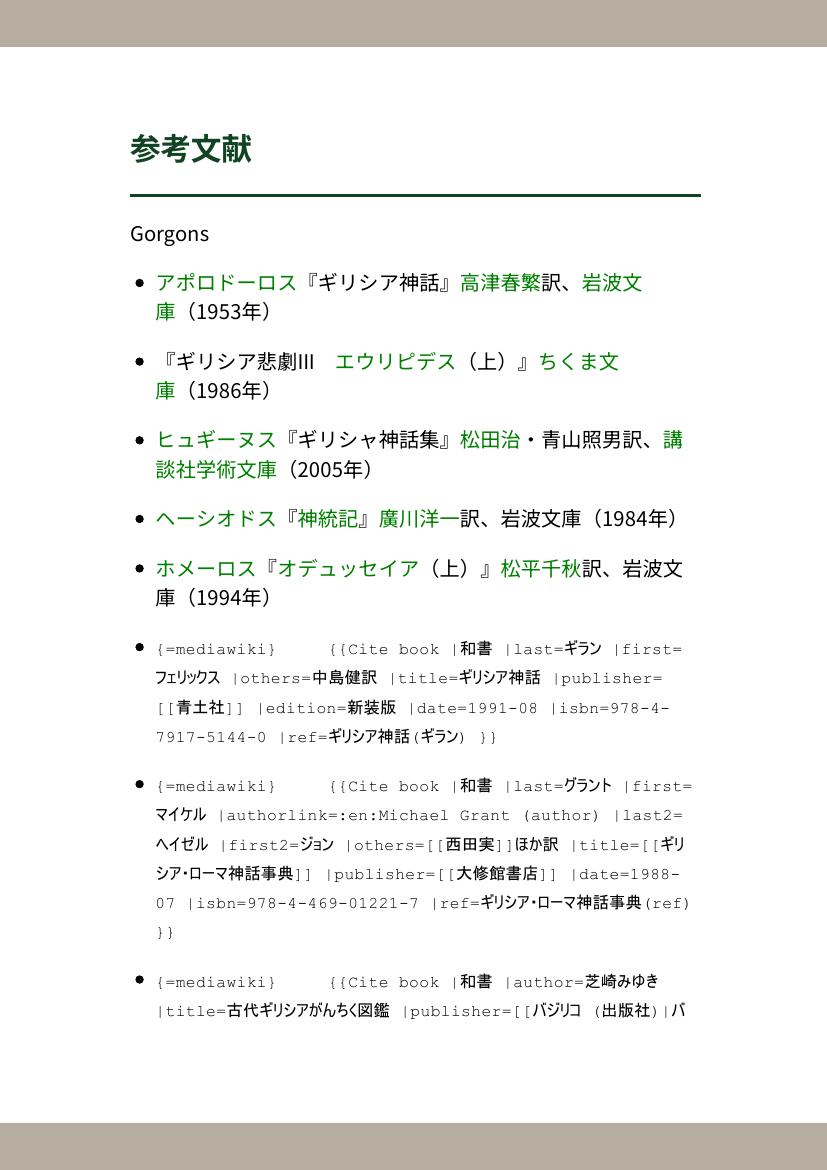 参考文献
Gorgons
アポロドーロス『ギリシア神話』高津春繁訳、岩波文
庫（1953年）
『ギリシア悲劇III　エウリピデス（上）』ちくま文
庫（1986年）
ヒュギーヌス『ギリシャ神話集』松田治・青山照男訳、講
談社学術文庫（2005年）
ヘーシオドス『神統記』廣川洋一訳、岩波文庫（1984年）
ホメーロス『オデュッセイア（上）』松平千秋訳、岩波文
庫（1994年）
{=mediawiki}     {{Cite book |和書 |last=ギラン |first=
フェリックス |others=中島健訳 |title=ギリシア神話 |publisher=
[[青土社]] |edition=新装版 |date=1991-08 |isbn=978-4-
7917-5144-0 |ref=ギリシア神話(ギラン) }}
{=mediawiki}     {{Cite book |和書 |last=グラント |first=
マイケル |authorlink=:en:Michael Grant (author) |last2=
ヘイゼル |first2=ジョン |others=[[西田実]]ほか訳 |title=[[ギリ
シア・ローマ神話事典]] |publisher=[[大修館書店]] |date=1988-
07 |isbn=978-4-469-01221-7 |ref=ギリシア・ローマ神話事典(ref)
}}
{=mediawiki}     {{Cite book |和書 |author=芝崎みゆき
|title=古代ギリシアがんちく図鑑 |publisher=[[バジリコ (出版社)|バ